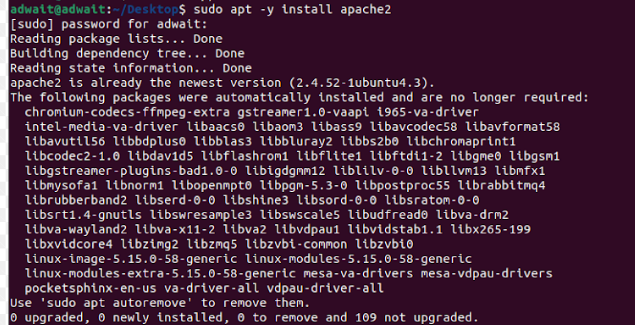 adwait@adwait:~/Desktop$ sudo apt -y install apache2
[sudo] password for adwait:
Reading package lists... Done
Building dependency tree... Done
Reading state information... Done
apache2 is already the newest version (2.4.52-1ubuntu4.3).
The following packages were automatically installed and are no longer required:
  chromium-codecs-ffmpeg-extra gstreamer1.0-vaapi i965-va-driver
  intel-media-va-driver libaacs0 libaom3 libass9 libavcodec58 libavformat58
  libavutil56 libbdplus0 libblas3 libbluray2 libbs2b0 libchromaprint1
  libcodec2-1.0 libdav1d5 libflashrom1 libflite1 libftdi1-2 libgme0 libgsm1
  libgstreamer-plugins-bad1.0-0 libigdgmm12 liblilv-0-0 libllvm13 libmfx1
  libmysofa1 libnorm1 libopenmpt0 libpgm-5.3-0 libpostproc55 librabbitmq4
  librubberband2 libserd-0-0 libshine3 libsord-0-0 libsratom-0-0
  libsrt1.4-gnutls libswresample3 libswscale5 libudfread0 libva-drm2
  libva-wayland2 libva-x11-2 libva2 libvdpau1 libvidstab1.1 libx265-199
  libxvidcore4 libzimg2 libzmq5 libzvbi-common libzvbi0
  linux-image-5.15.0-58-generic linux-modules-5.15.0-58-generic
  linux-modules-extra-5.15.0-58-generic mesa-va-drivers mesa-vdpau-drivers
  pocketsphinx-en-us va-driver-all vdpau-driver-all
Use 'sudo apt autoremove' to remove them.
0 upgraded, 0 newly installed, 0 to remove and 109 not upgraded.